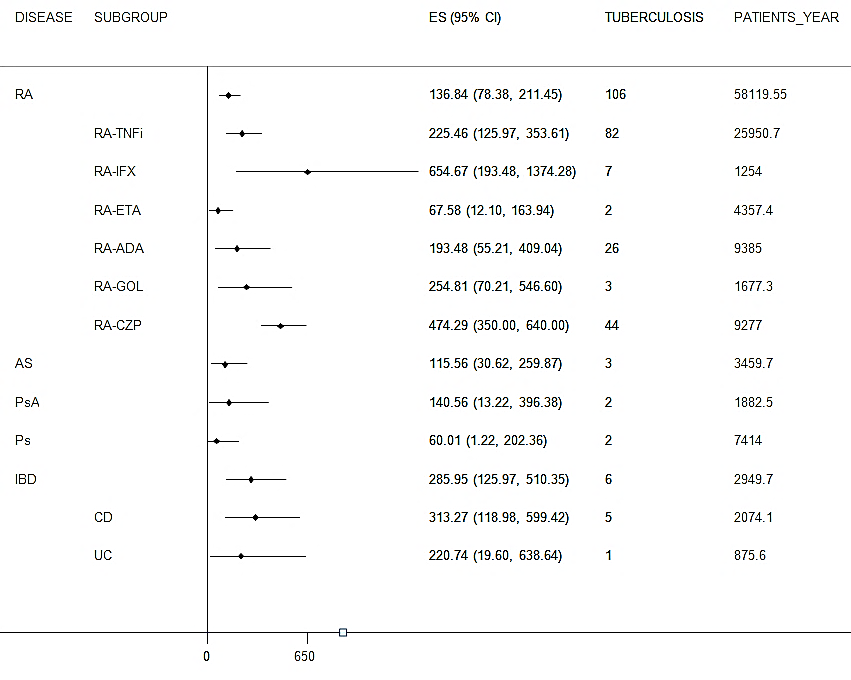 DISEASE SUBGROUP ES (95% CI) TUBERCULOSIS PATIENTS_YEAR
RA 136.84 (78.38, 211.45) 106 58119.55
RA-TNFi 225.46 (125.97, 353.61) 82 25950.7
RA-IFX 654.67 (193.48, 1374.28) 7 1254
RA-ETA 67.58 (12.10, 163.94) 2 4357.4
RA-ADA 193.48 (55.21, 409.04) 26 9385
RA-GOL 254.81 (70.21, 546.60) 3 1677.3
RA-CZP 474.29 (350.00, 640.00) 44 9277
AS 115.56 (30.62, 259.87) 3 3459.7
PsA 140.56 (13.22, 396.38) 2 1882.5
Ps 60.01 (1.22, 202.36) 2 7414
IBD 285.95 (125.97, 510.35) 6 2949.7
CD 313.27 (118.98, 599.42) 5 2074.1
UC 220.74 (19.60, 638.64) 1 875.6
0 650